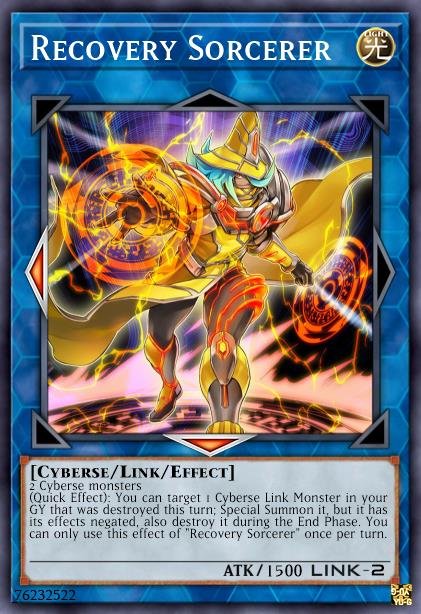 Recovery Sorcerer
LIGHT
光
[Cyberse/Link/Effect]
2 Cyberse monsters
(Quick Effect): You can target 1 Cyberse Link Monster in your
GY that was destroyed this turn; Special Summon it, but it has
its effects negated, also destroy it during the End Phase. You
can only use this effect of "Recovery Sorcerer" once per turn.
ATK/1500 LINK-2
76232522